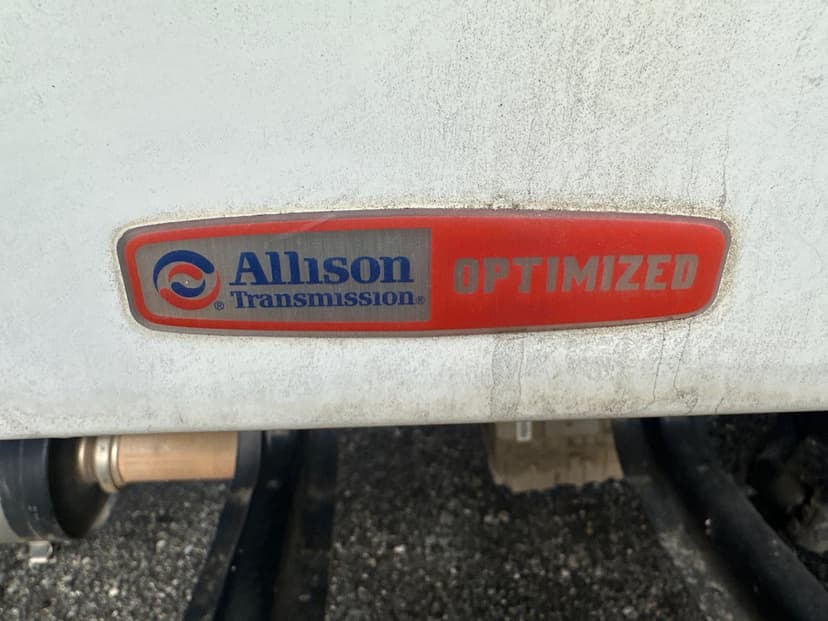 Allison
Transmission®
®
OPTIMIZED